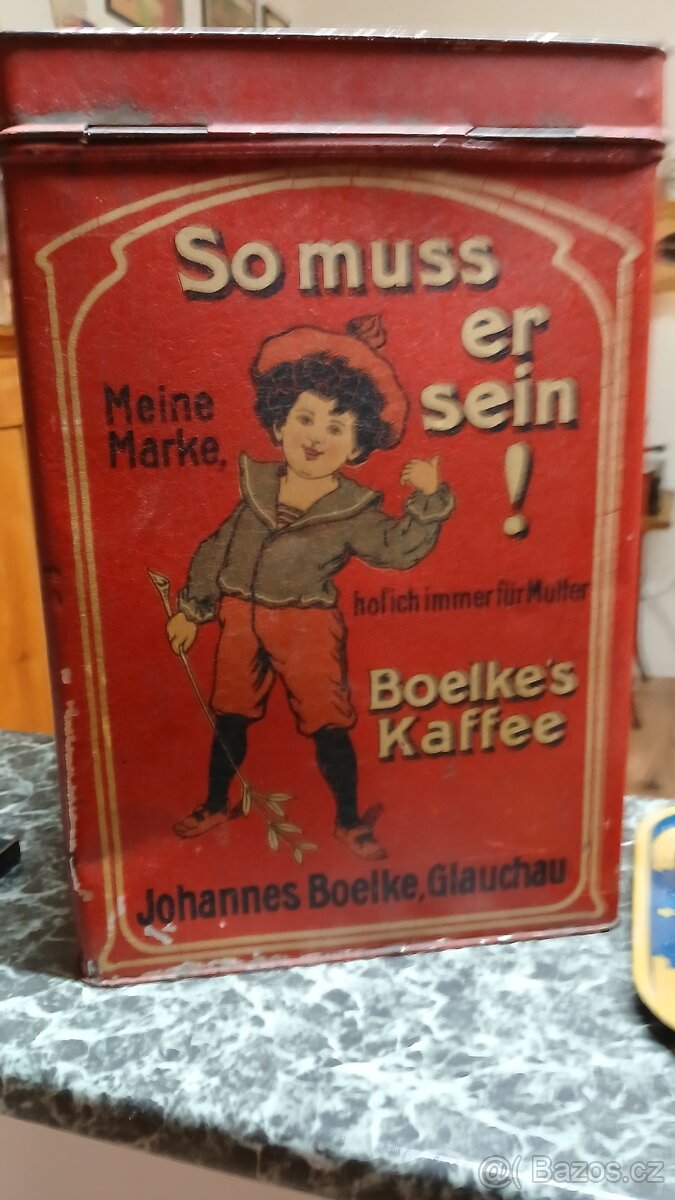 So muss
er
sein
!
Meine
Marke,
hol'ich immer für Mutter
Boelke's
Kaffee
Johannes Boelke, Glauchau
@( Bazos.cz